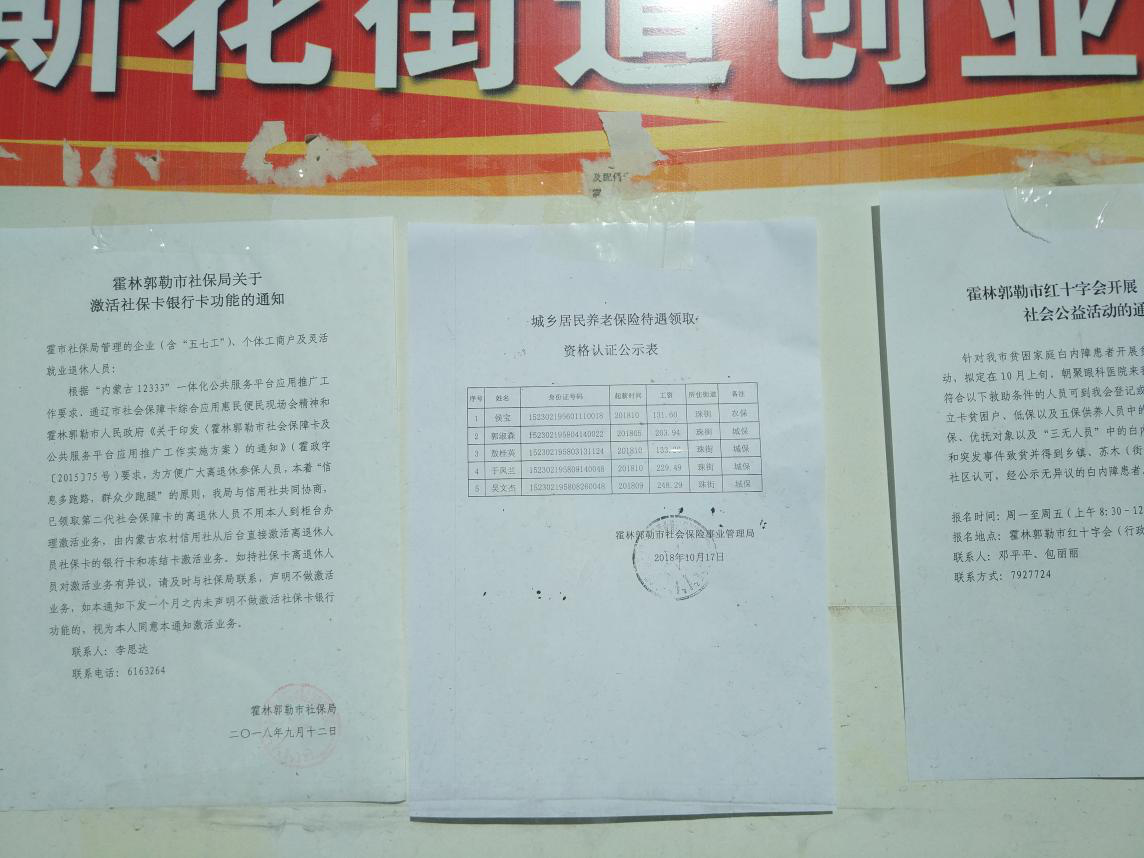 斯花街道创业
及配偶
霍林郭勒市社保局关于
激活社保卡银行卡功能的通知
霍市社保局管理的企业（含“五七工”）、个体工商户及灵活
就业退休人员：
根据“内蒙古 12333”一体化公共服务平台应用推广工
作要求，通辽市社会保障卡综合应用惠民便民现场会精神和
霍林郭勒市人民政府《关于印发〈霍林郭勒市社会保障卡及
公共服务平台应用推广工作实施方案〉的通知》（霍政字
〔2015〕75 号）要求，为方便广大离退休参保人员，本着“信
息多跑路，群众少跑腿”的原则，我局与信用社共同协商，
已领取第二代社会保障卡的离退休人员不用本人到柜台办
理激活业务，由内蒙古农村信用社从后台直接激活离退休人
员社保卡的银行卡和冻结卡激活业务。如持社保卡离退休人
员对激活业务有异议，请及时与社保局联系，声明不做激活
业务，如本通知下发一个月之内未声明不做激活社保卡银行
功能的，视为本人同意本通知激活业务。
联系人：李思达
联系电话：6163264
霍林郭勒市社保局
二〇一八年九月十二日
城乡居民养老保险待遇领取
资格认证公示表
序号 姓名 身份证号码 起薪时间 工资 所住街道 备注
1 侯宝 152302195601110018 201810 131.60 珠街 农保
2 郭淑森 152302195804140022 201805 203.94 珠街 城保
3 敖桂英 152302195803131124 201810 珠街 城保
4 于凤兰 152302195809140048 201810 229.49 珠街 城保
5 吴文杰 152302195808260048 201809 248.29 珠街 城保
霍林郭勒市社会保险事业管理局
2018年10月17日
霍林郭勒市红十字会开展
社会公益活动的通
针对我市贫困家庭白内障患者开展
动，拟定在 10 月上旬，朝聚眼科医院来
符合以下救助条件的人员可到我会登记或
立卡贫困户、低保以及五保供养人员中的
保、优抚对象以及“三无人员”中的白内
和突发事件致贫并得到乡镇、苏木（街
社区认可，经公示无异议的白内障患者
报名时间：周一至周五（上午 8:30-12
报名地点：霍林郭勒市红十字会（行政
联系人：邓平平、包丽丽
联系方式：7927724